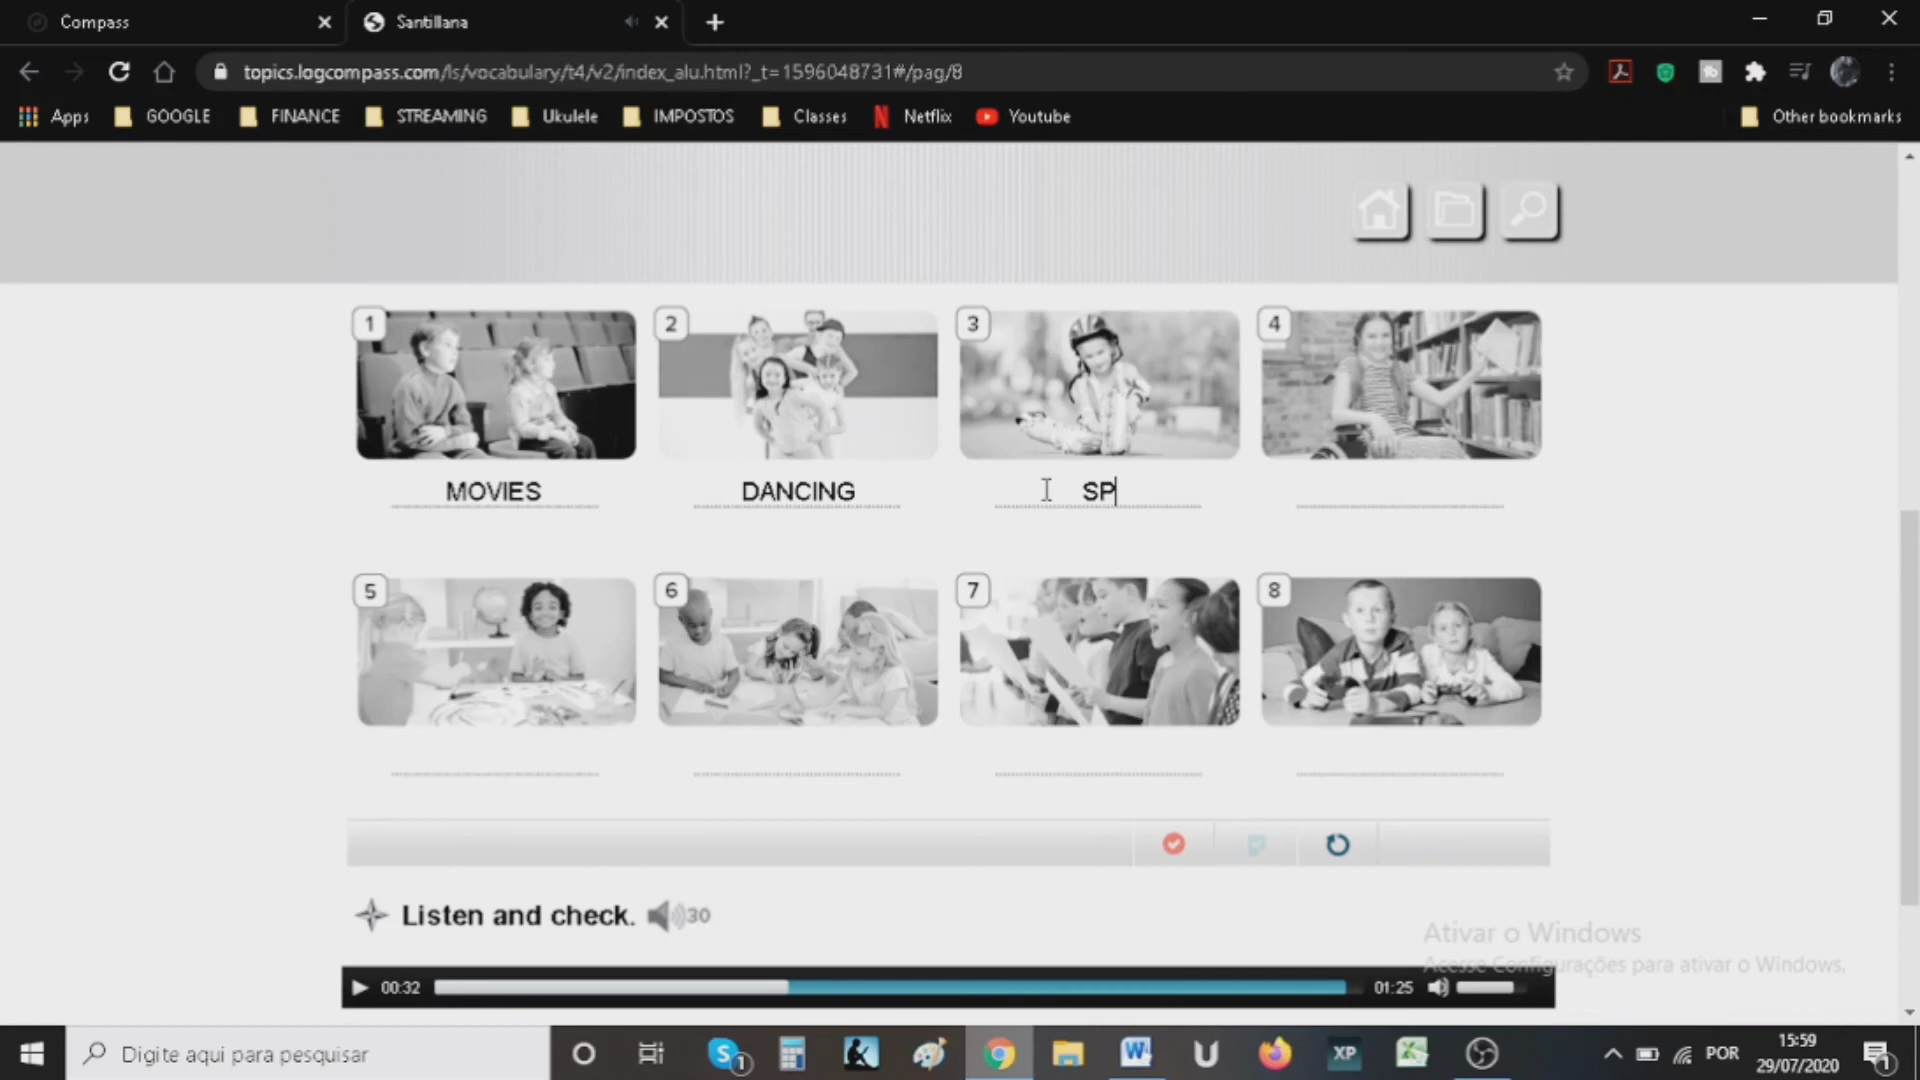 Compass
Santillana
topics.logcompass.com/ls/vocabulary/t4/v2/index_alu.html?_t=1596048731#/pag/8
Apps GOOGLE FINANCE STREAMING Ukulele IMPOSTOS Classes Netflix Youtube Other bookmarks
1 2 3 4
MOVIES DANCING SP
5 6 7 8
Listen and check. 30
Ativar o Windows
Acesse Configurações para ativar o Windows.
00:32 01:25
Digite aqui para pesquisar
POR
15:59
29/07/2020